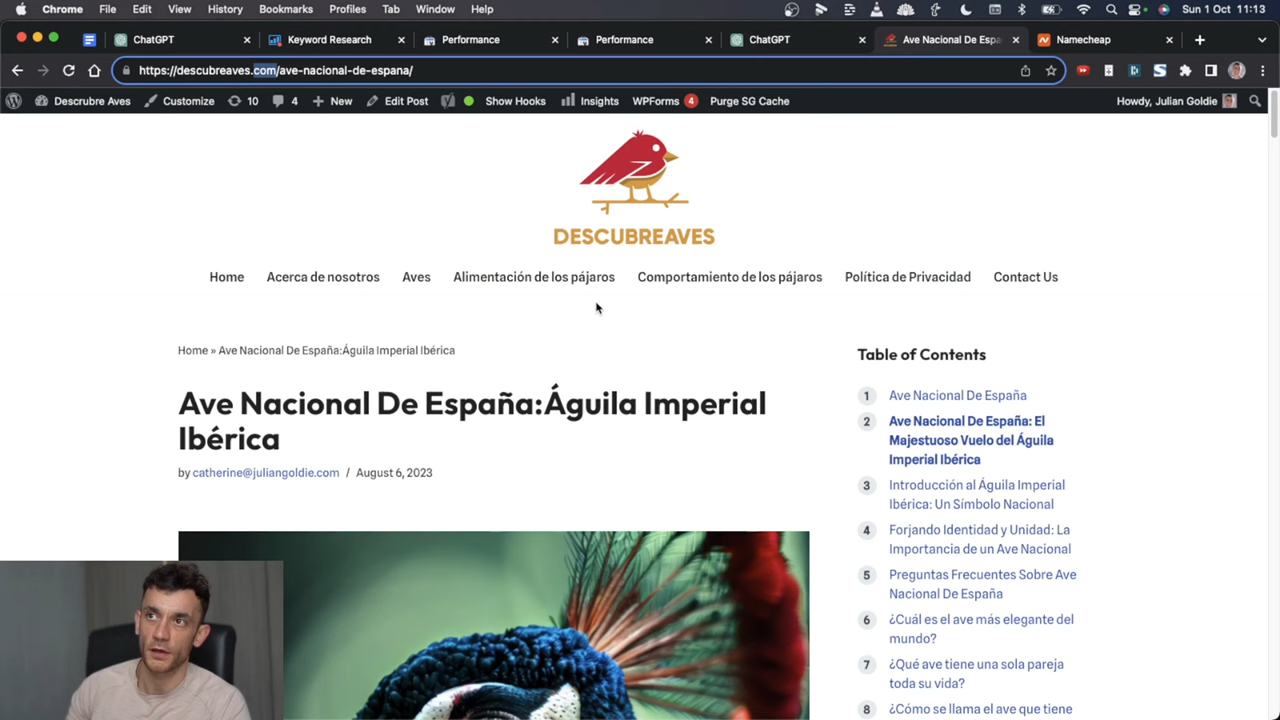 Chrome File Edit View History Bookmarks Profiles Tab Window Help Sun 1 Oct 11:13
ChatGPT Keyword Research Performance Performance ChatGPT Ave Nacional De Espa Namecheap
https://descubreaves.com/ave-nacional-de-espana/
Descrubre Aves Customize 10 4 New Edit Post Show Hooks Insights WPForms 4 Purge SG Cache Howdy, Julian Goldie
DESCUBREAVES
Home Acerca de nosotros Aves Alimentación de los pájaros Comportamiento de los pájaros Política de Privacidad Contact Us
Home » Ave Nacional De España:Águila Imperial Ibérica
Ave Nacional De España:Águila Imperial
Ibérica
by catherine@juliangoldie.com / August 6, 2023
Table of Contents
1 Ave Nacional De España
2 Ave Nacional De España: El
Majestuoso Vuelo del Águila
Imperial Ibérica
3 Introducción al Águila Imperial
Ibérica: Un Símbolo Nacional
4 Forjando Identidad y Unidad: La
Importancia de un Ave Nacional
5 Preguntas Frecuentes Sobre Ave
Nacional De España
6 ¿Cuál es el ave más elegante del
mundo?
7 ¿Qué ave tiene una sola pareja
toda su vida?
8 ¿Cómo se llama el ave que tiene